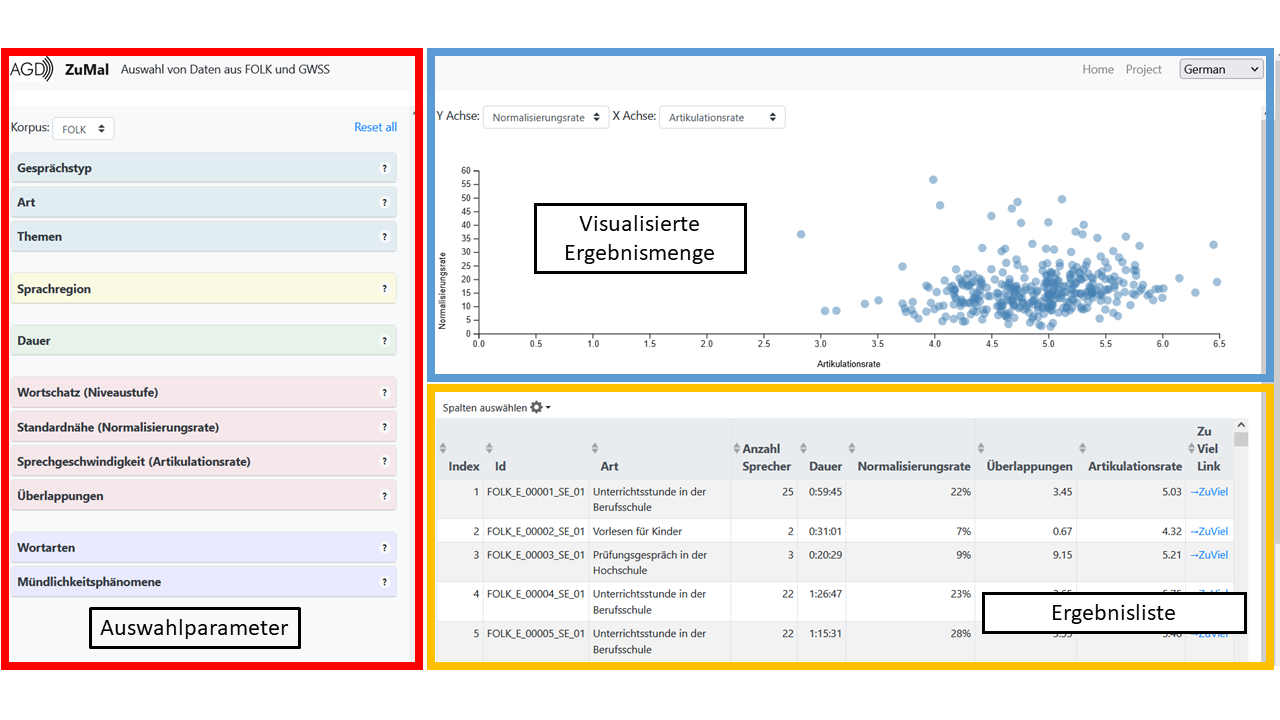 AGD ZuMal Auswahl von Daten aus FOLK und GWSS
Korpus: FOLK Reset all
Gesprächstyp ?
Art ?
Themen ?
Sprachregion ?
Dauer ?
Wortschatz (Niveaustufe) ?
Standardnähe (Normalisierungsrate) ?
Sprechgeschwindigkeit (Artikulationsrate) ?
Überlappungen ?
Wortarten ?
Mündlichkeitsphänomene ?
Auswahlparameter
Home Project German
Y Achse: Normalisierungsrate X Achse: Artikulationsrate
60
55
50
45
40
35
30
25
20
15
10
5
0
Normalisierungsrate
0.0 0.5 1.0 1.5 2.0 2.5 3.0 3.5 4.0 4.5 5.0 5.5 6.0 6.5
Artikulationsrate
Visualisierte
Ergebnismenge
Spalten auswählen
Index Id Art Anzahl Sprecher Dauer Normalisierungsrate Überlappungen Artikulationsrate Zu Viel Link
1 FOLK_E_00001_SE_01 Unterrichtsstunde in der 25 0:59:45 22% 3.45 5.03 →ZuViel
Berufsschule
2 FOLK_E_00002_SE_01 Vorlesen für Kinder 2 0:31:01 7% 0.67 4.32 →ZuViel
3 FOLK_E_00003_SE_01 Prüfungsgespräch in der 3 0:20:29 9% 9.15 5.21 →ZuViel
Hochschule
4 FOLK_E_00004_SE_01 Unterrichtsstunde in der 22 1:26:47 23%
Berufsschule
5 FOLK_E_00005_SE_01 Unterrichtsstunde in der 22 1:15:31 28%
Berufsschule
Ergebnisliste